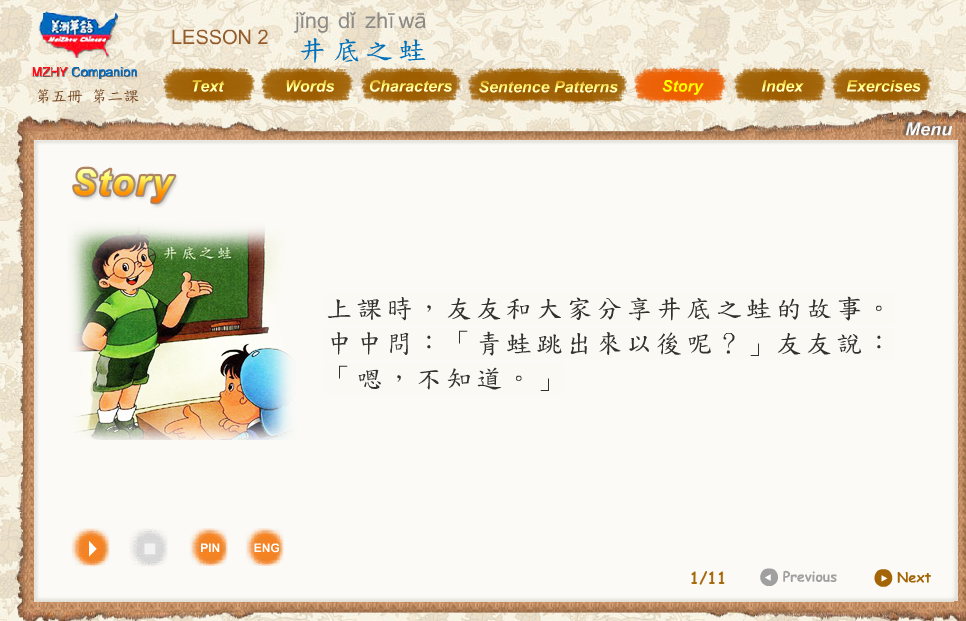 美洲華語
MeiZhou Chinese
MZHY Companion
第五冊 第二課
LESSON 2
jǐng dǐ zhī wā
井底之蛙
Text
Words
Characters
Sentence Patterns
Story
Index
Exercises
Menu
Story
井底之蛙
上課時，友友和大家分享井底之蛙的故事。
中中問：「青蛙跳出來以後呢？」友友說：
「嗯，不知道。」
PIN
ENG
1/11
Previous
Next